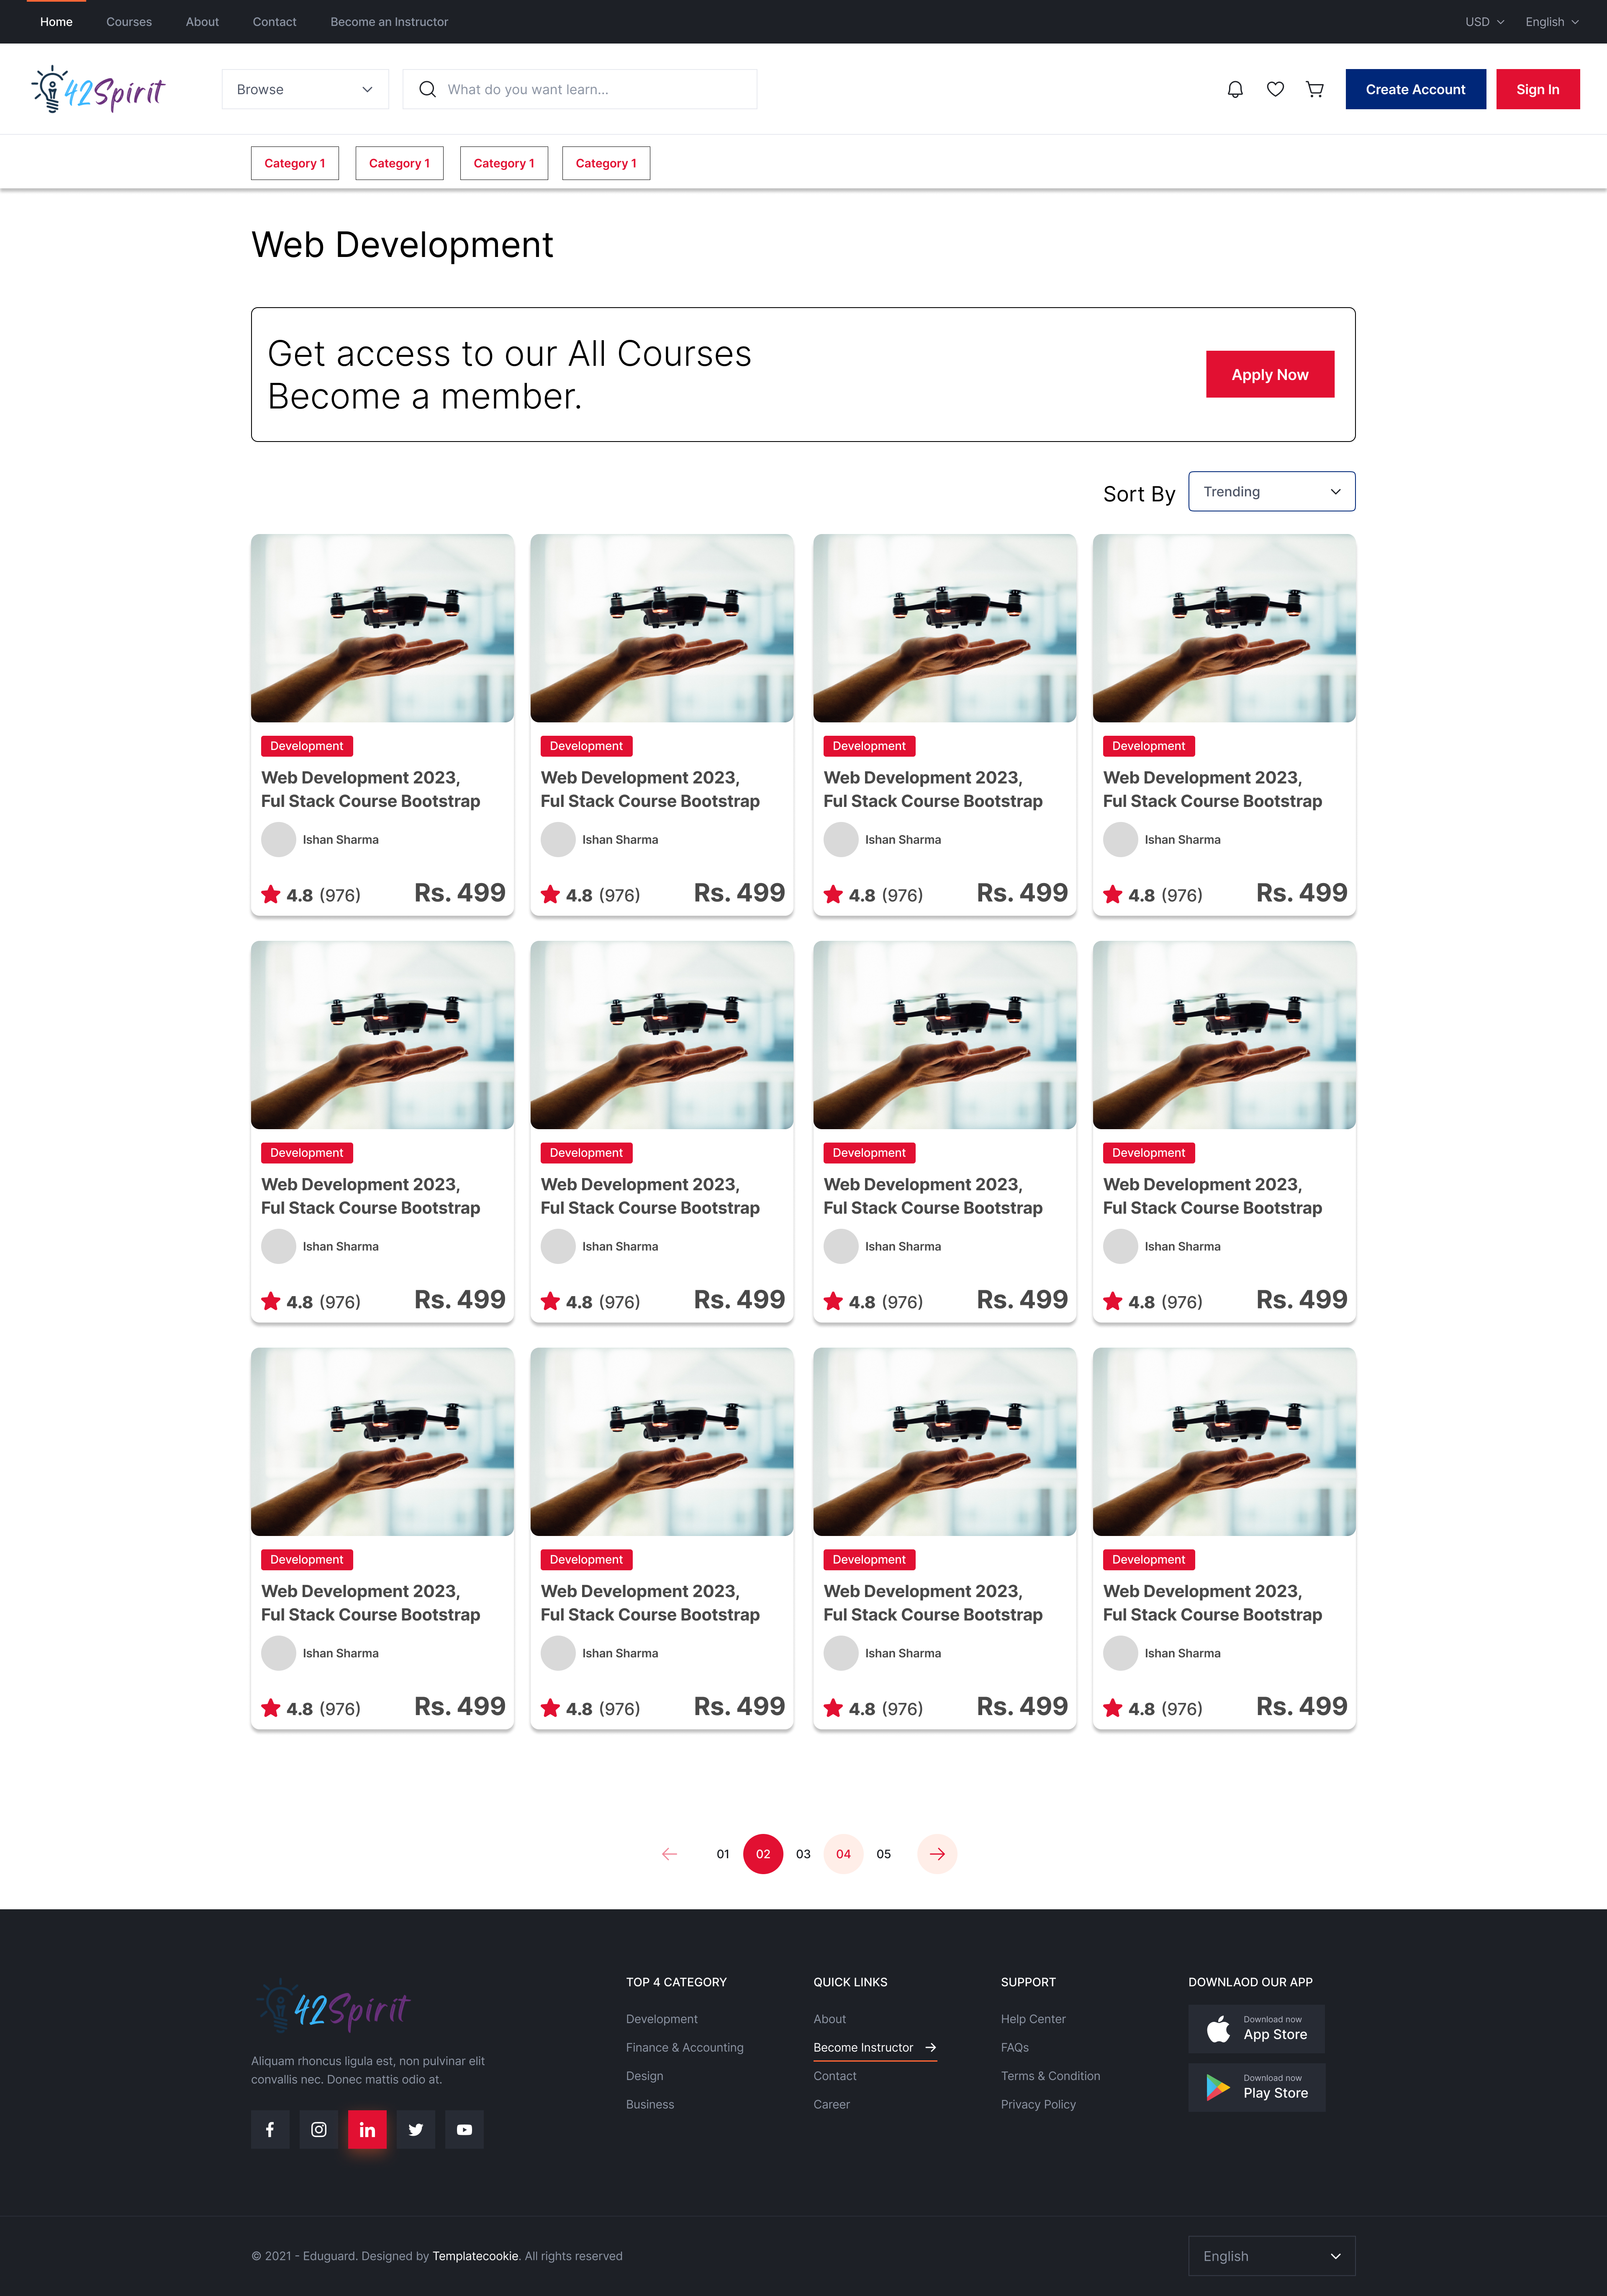 Home Courses About Contact Become an Instructor USD English
42Spirit Browse What do you want learn... Create Account Sign In
Category 1 Category 1 Category 1 Category 1
Web Development
Get access to our All Courses
Become a member.
Apply Now
Sort By Trending
Development Development Development Development
Web Development 2023, Web Development 2023, Web Development 2023, Web Development 2023,
Ful Stack Course Bootstrap Ful Stack Course Bootstrap Ful Stack Course Bootstrap Ful Stack Course Bootstrap
Ishan Sharma Ishan Sharma Ishan Sharma Ishan Sharma
4.8 (976) Rs. 499 4.8 (976) Rs. 499 4.8 (976) Rs. 499 4.8 (976) Rs. 499
Development Development Development Development
Web Development 2023, Web Development 2023, Web Development 2023, Web Development 2023,
Ful Stack Course Bootstrap Ful Stack Course Bootstrap Ful Stack Course Bootstrap Ful Stack Course Bootstrap
Ishan Sharma Ishan Sharma Ishan Sharma Ishan Sharma
4.8 (976) Rs. 499 4.8 (976) Rs. 499 4.8 (976) Rs. 499 4.8 (976) Rs. 499
Development Development Development Development
Web Development 2023, Web Development 2023, Web Development 2023, Web Development 2023,
Ful Stack Course Bootstrap Ful Stack Course Bootstrap Ful Stack Course Bootstrap Ful Stack Course Bootstrap
Ishan Sharma Ishan Sharma Ishan Sharma Ishan Sharma
4.8 (976) Rs. 499 4.8 (976) Rs. 499 4.8 (976) Rs. 499 4.8 (976) Rs. 499
01 02 03 04 05
42Spirit
Aliquam rhoncus ligula est, non pulvinar elit
convallis nec. Donec mattis odio at.
TOP 4 CATEGORY
Development
Finance & Accounting
Design
Business
QUICK LINKS
About
Become Instructor
Contact
Career
SUPPORT
Help Center
FAQs
Terms & Condition
Privacy Policy
DOWNLAOD OUR APP
Download now
App Store
Download now
Play Store
© 2021 - Eduguard. Designed by Templatecookie. All rights reserved
English